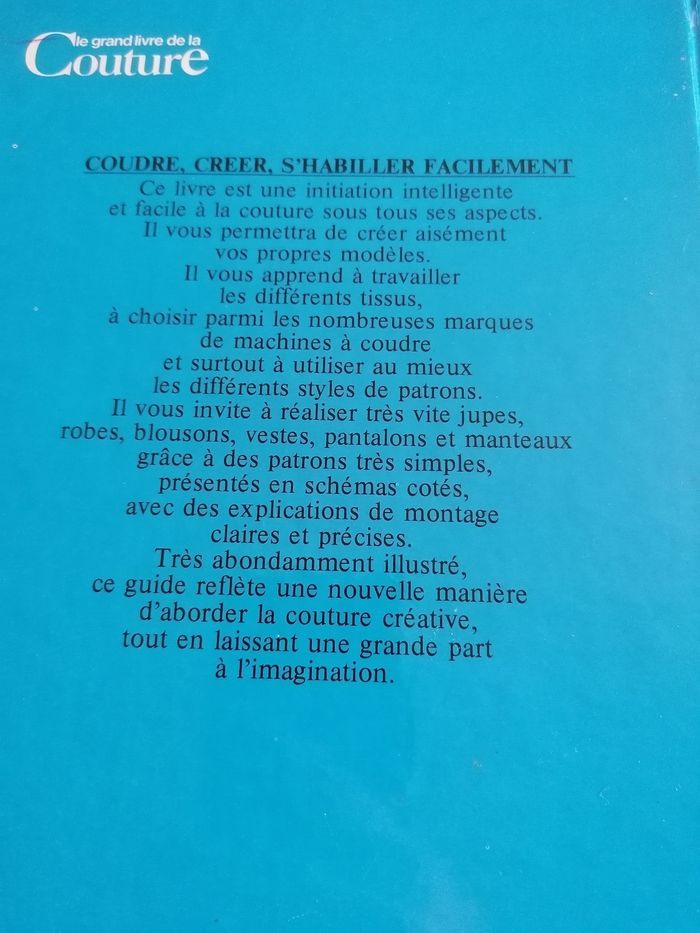 le grand livre de la
Couture
COUDRE, CREER, S'HABILLER FACILEMENT
Ce livre est une initiation intelligente
et facile à la couture sous tous ses aspects.
Il vous permettra de créer aisément
vos propres modèles.
Il vous apprend à travailler
les différents tissus,
à choisir parmi les nombreuses marques
de machines à coudre
et surtout à utiliser au mieux
les différents styles de patrons.
Il vous invite à réaliser très vite jupes,
robes, blousons, vestes, pantalons et manteaux
grâce à des patrons très simples,
présentés en schémas cotés,
avec des explications de montage
claires et précises.
Très abondamment illustré,
ce guide reflète une nouvelle manière
d'aborder la couture créative,
tout en laissant une grande part
à l'imagination.